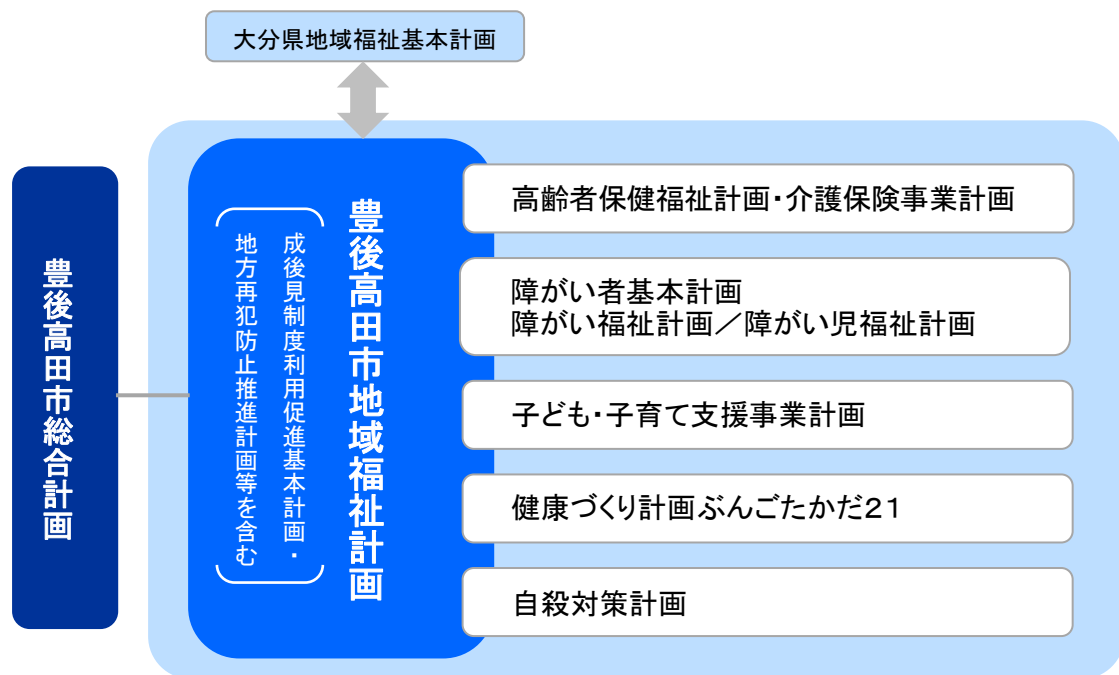 大分県地域福祉基本計画
豊後高田市総合計画
豊後高田市地域福祉計画
成後見制度利用促進基本計画・
地方再犯防止推進計画等を含む
高齢者保健福祉計画・介護保険事業計画
障がい者基本計画
障がい福祉計画／障がい児福祉計画
子ども・子育て支援事業計画
健康づくり計画ぶんごたかだ２１
自殺対策計画